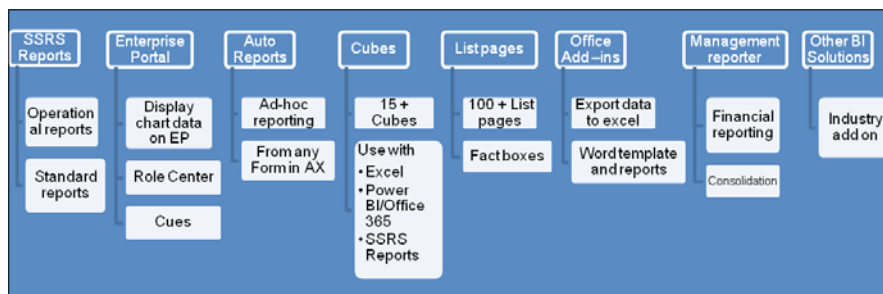 SSRS
Reports
Operation
al reports
Standard
reports
Enterprise
Portal
Display
chart data
on EP
Role Center
Cues
Auto
Reports
Ad-hoc
reporting
From any
Form in AX
Cubes
15 +
Cubes
Use with
•Excel
•Power
BI/Office
365
•SSRS
Reports
List pages
100 + List
pages
Fact boxes
Office
Add –ins
Export data
to excel
Word template
and reports
Management
reporter
Financial
reporting
Consolidation
Other BI
Solutions
Industry
add on